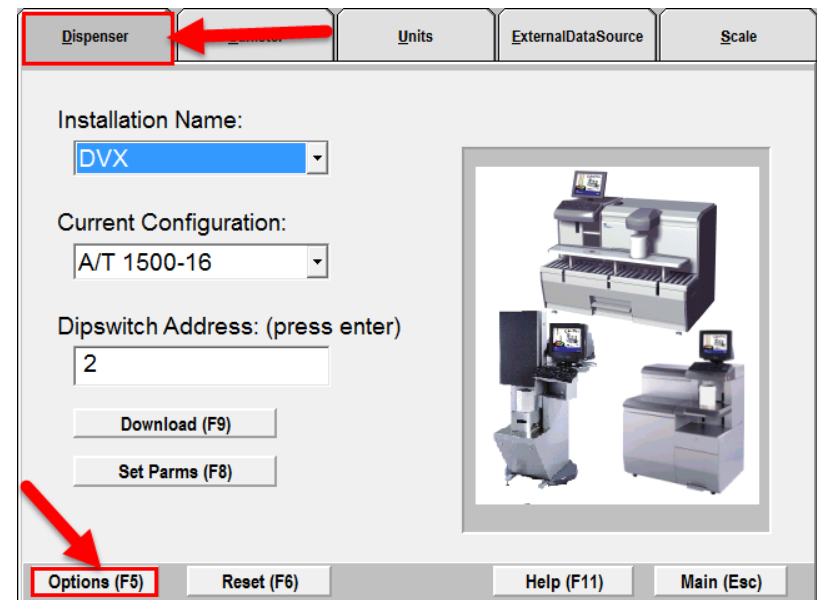 Dispenser
Units
ExternalDataSource
Scale
Installation Name:
DVX
Current Configuration:
A/T 1500-16
Dipswitch Address: (press enter)
2
Download (F9)
Set Parms (F8)
Options (F5)
Reset (F6)
Help (F11)
Main (Esc)